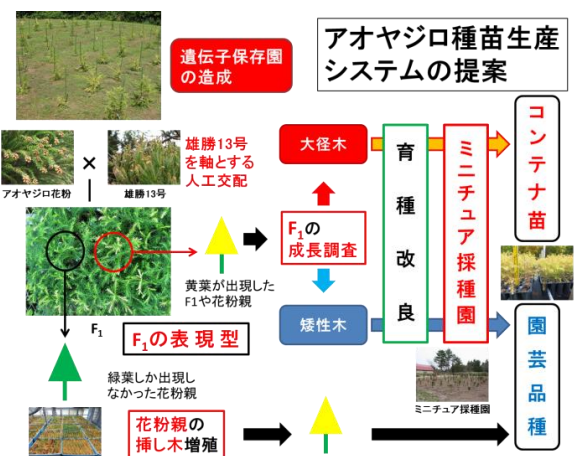 アオヤジロ種苗生産
システムの提案
遺伝子保存園
の造成
アオヤジロ花粉
×
雄勝13号
雄勝13号
を軸とする
人工交配
大径木
F₁の
成長調査
矮性木
育種改良
ミニチュア採種園
コンテナ苗
黄葉が出現した
F1や花粉親
F₁
F₁の表現型
緑葉しか出現し
なかった花粉親
花粉親の
挿し木増殖
ミニチュア採種園
園芸品種